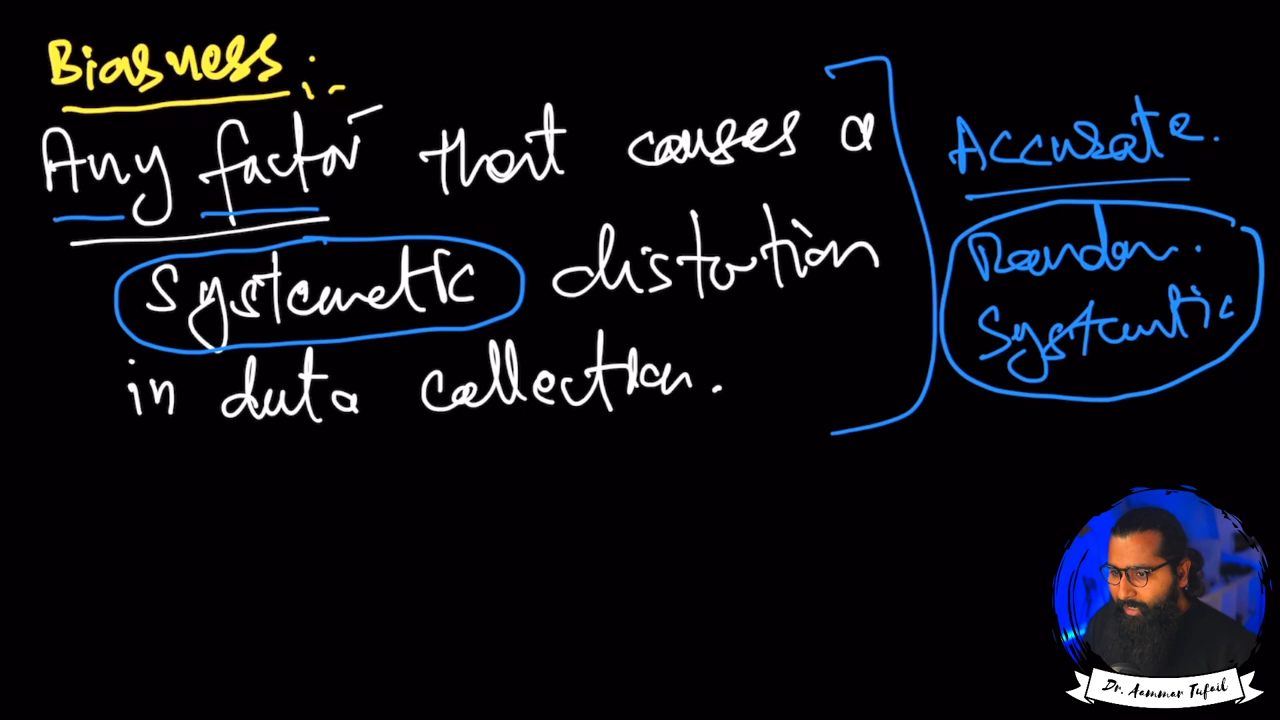 Biasness :-
Any factor that causes a
Systematic distortion
in data collection.
Accurate.
Random.
Systematic
Dr. Aammar Tufail